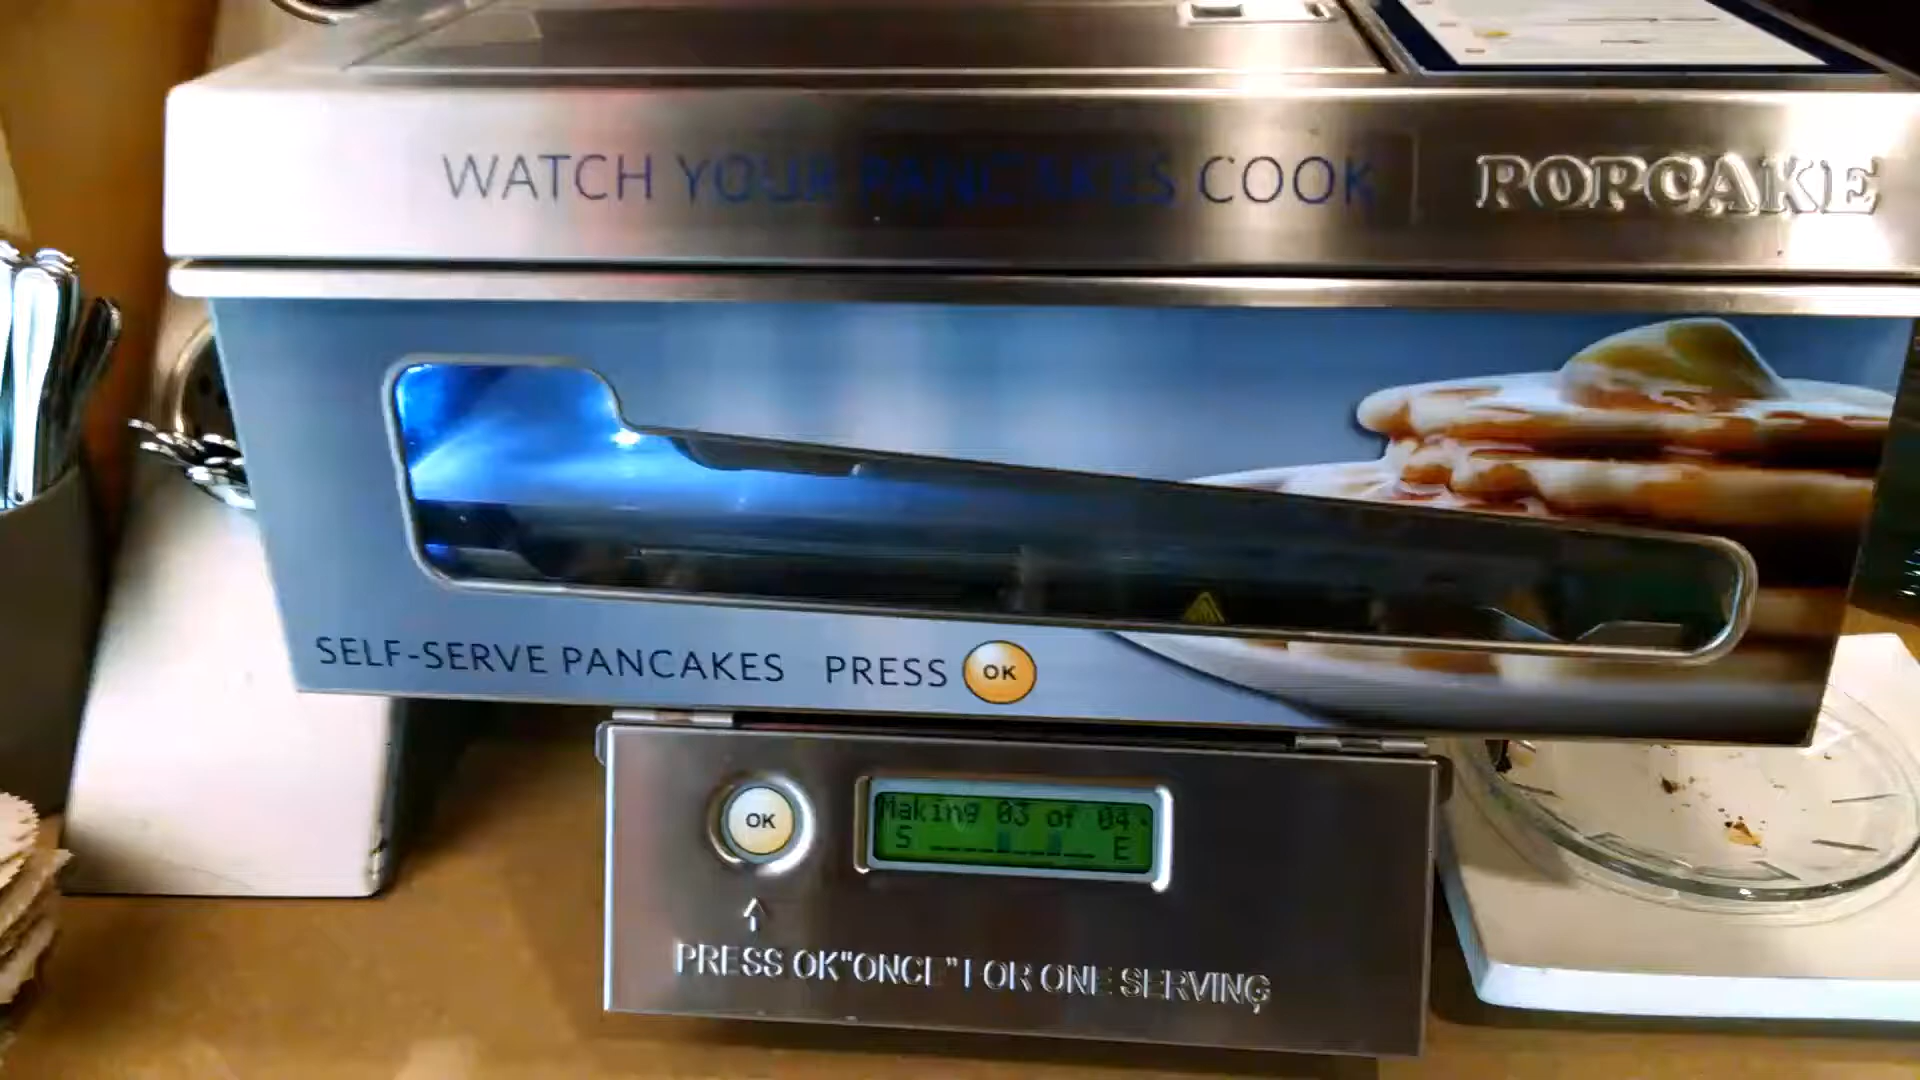 WATCH YOUR PANCAKES COOK
POPCAKE
SELF-SERVE PANCAKES PRESS OK
OK
Making 03 of 04
S E
PRESS OK"ONCE" FOR ONE SERVING